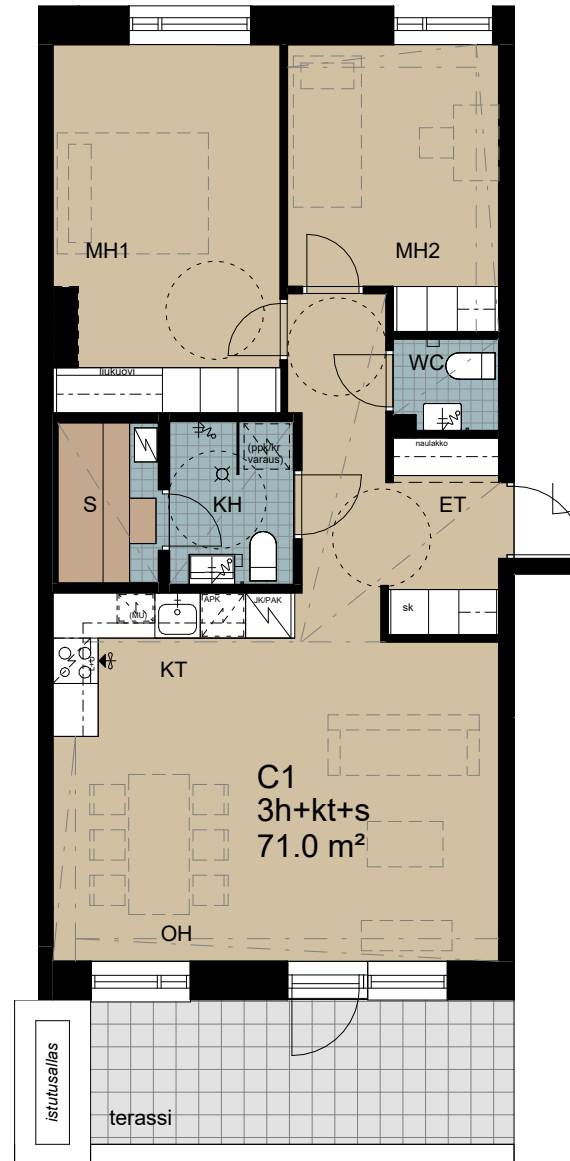 MH1
MH2
liukuovi
WC
naulakko
(ppk/kr
varaus)
S
KH
ET
sk
(MU)
APK
JK/PAK
KT
C1
3h+kt+s
71.0 m²
OH
istutusallas
terassi